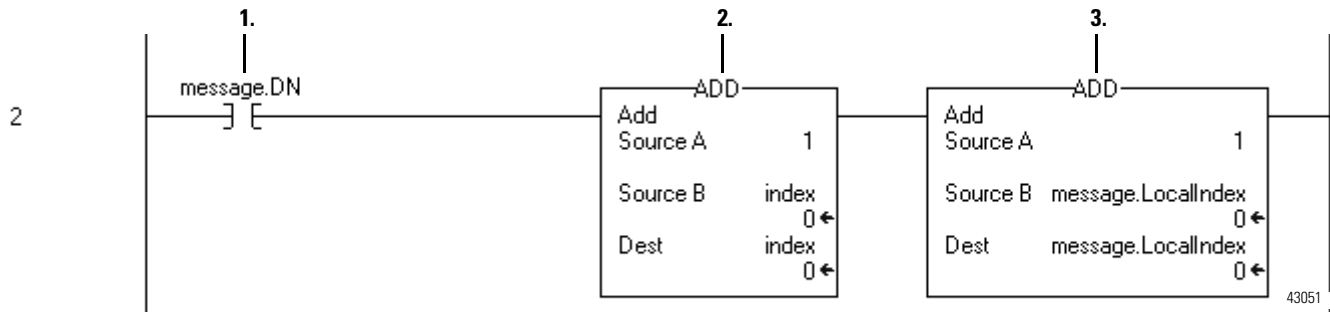 1.
2.
3.
2
message.DN
ADD
Add
Source A 1
Source B index
0
Dest index
0
ADD
Add
Source A 1
Source B message.LocalIndex
0
Dest message.LocalIndex
0
43051